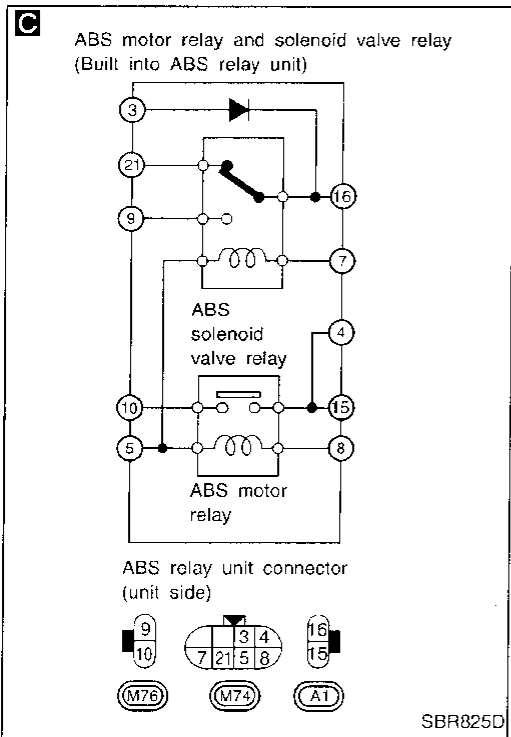 C
ABS motor relay and solenoid valve relay
(Built into ABS relay unit)
3
21
16
9
7
ABS
solenoid
valve relay
4
10
15
5
8
ABS motor
relay
ABS relay unit connector
(unit side)
9
3 4
16
10
7 21 5 8
15
M76
M74
A1
SBR825D